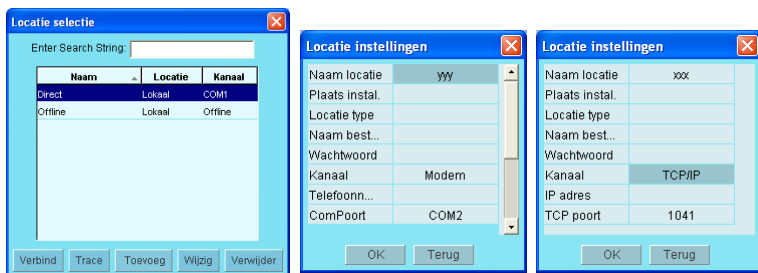 Locatie selectie
Enter Search String:
Naam Locatie Kanaal
Direct Lokaal COM1
Offline Lokaal Offline
Verbind Trace Toevoeg Wijzig Verwijder
Locatie instellingen
Naam locatie yyy
Plaats instal.
Locatie type
Naam best...
Wachtwoord
Kanaal Modem
Telefoonn...
ComPoort COM2
OK Terug
Locatie instellingen
Naam locatie xxx
Plaats instal.
Locatie type
Naam best...
Wachtwoord
Kanaal TCP/IP
IP adres
TCP poort 1041
OK Terug